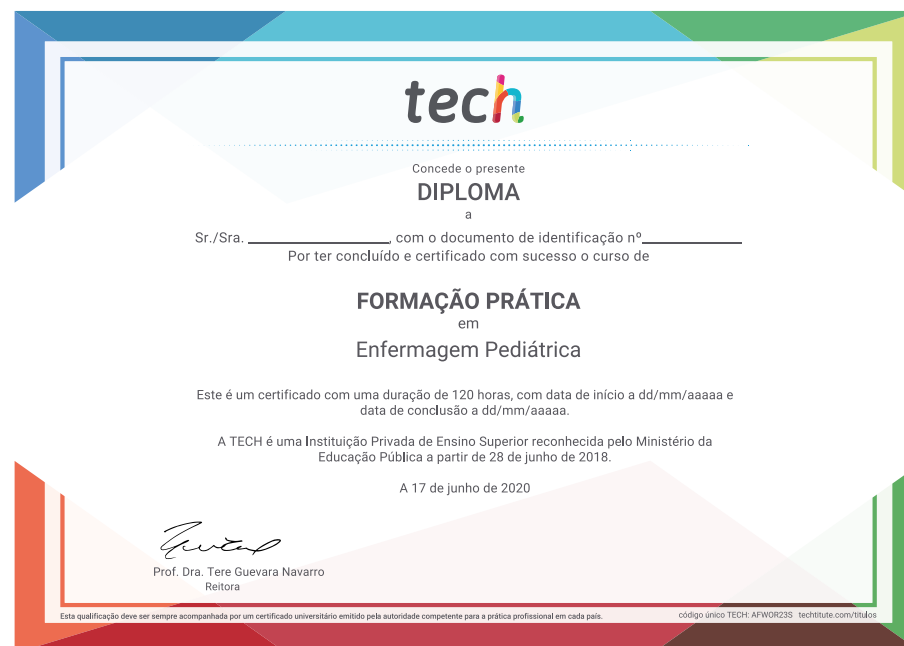 tech
Concede o presente
DIPLOMA
a
Sr./Sra. ____________________, com o documento de identificação nº______________
Por ter concluído e certificado com sucesso o curso de
FORMAÇÃO PRÁTICA
em
Enfermagem Pediátrica
Este é um certificado com uma duração de 120 horas, com data de início a dd/mm/aaaaa e
data de conclusão a dd/mm/aaaaa.
A TECH é uma Instituição Privada de Ensino Superior reconhecida pelo Ministério da
Educação Pública a partir de 28 de junho de 2018.
A 17 de junho de 2020
Prof. Dra. Tere Guevara Navarro
Reitora
Esta qualificação deve ser sempre acompanhada por um certificado universitário emitido pela autoridade competente para a prática profissional em cada país.
código único TECH: AFWOR23S techtitute.com/titulos